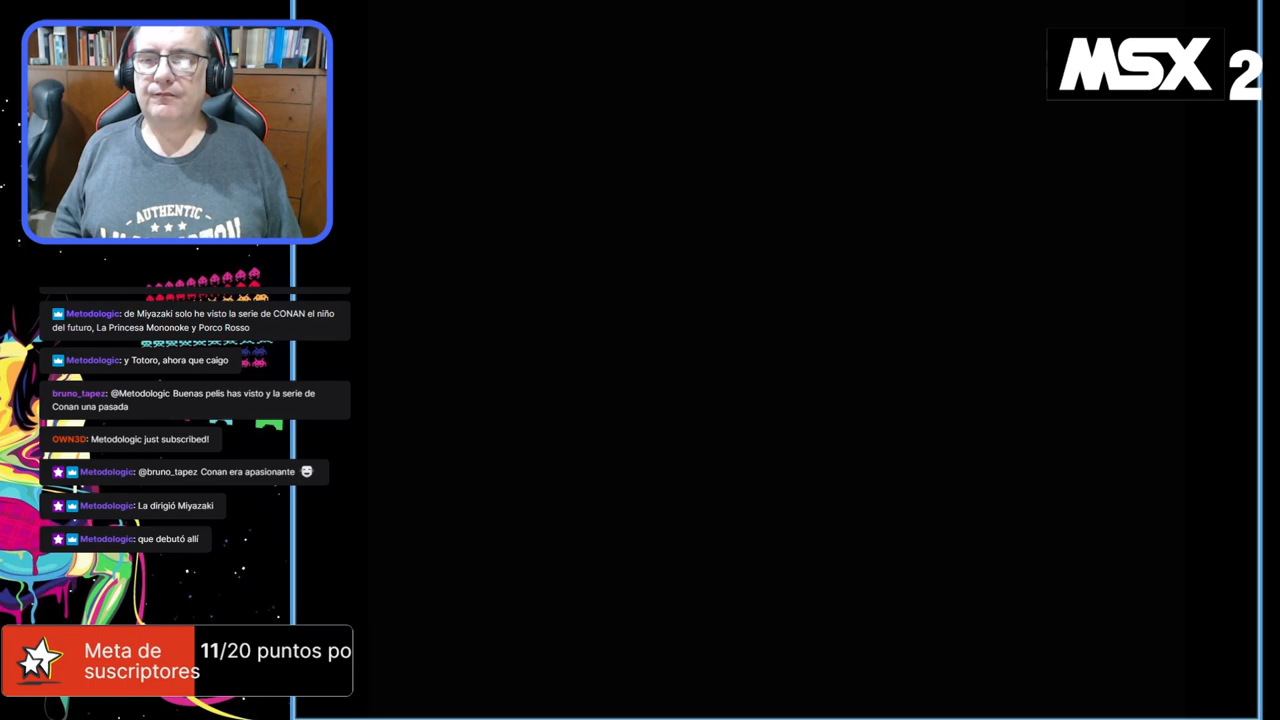 MSX 2
AUTHENTIC
Metodologic: de Miyazaki solo he visto la serie de CONAN el niño
del futuro, La Princesa Mononoke y Porco Rosso
Metodologic: y Totoro, ahora que caigo
bruno_tapez: @Metodologic Buenas pelis has visto y la serie de
Conan una pasada
OWN3D: Metodologic just subscribed!
Metodologic: @bruno_tapez Conan era apasionante
Metodologic: La dirigió Miyazaki
Metodologic: que debutó allí
Meta de
suscriptores
11/20 puntos po